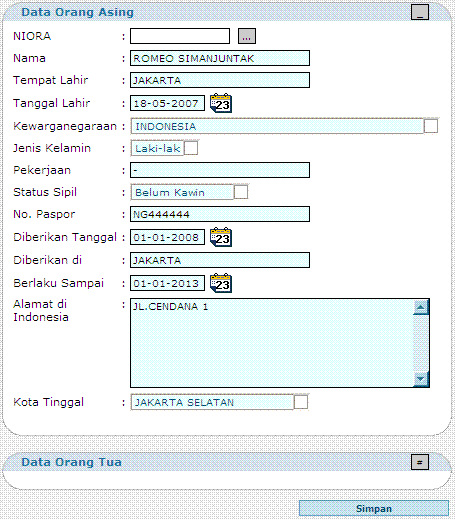 Data Orang Asing _
NIORA : ...
Nama : ROMEO SIMANJUNTAK
Tempat Lahir : JAKARTA
Tanggal Lahir : 18-05-2007 23
Kewarganegaraan : INDONESIA
Jenis Kelamin : Laki-lak
Pekerjaan : -
Status Sipil : Belum Kawin
No. Paspor : NG444444
Diberikan Tanggal : 01-01-2008 23
Diberikan di : JAKARTA
Berlaku Sampai : 01-01-2013 23
Alamat di : JL.CENDANA 1
Indonesia
Kota Tinggal : JAKARTA SELATAN
Data Orang Tua #
Simpan